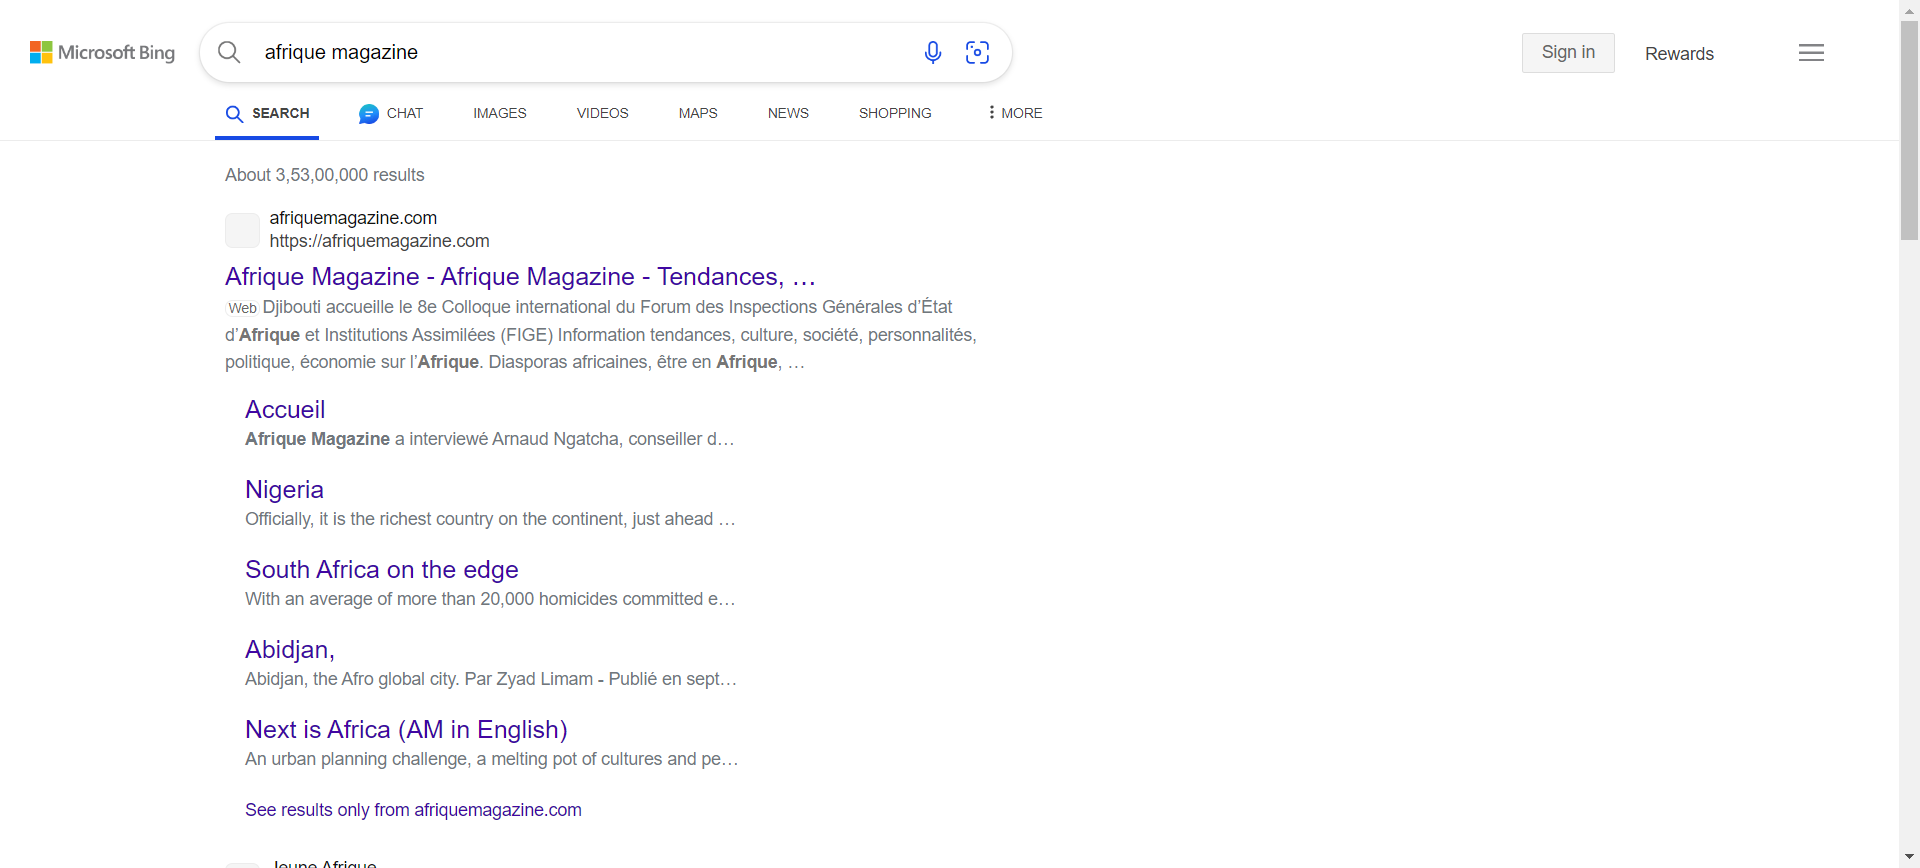 Microsoft Bing
afrique magazine
Sign in
Rewards
SEARCH
CHAT
IMAGES
VIDEOS
MAPS
NEWS
SHOPPING
MORE
About 3,53,00,000 results
afriquemagazine.com
https://afriquemagazine.com
Afrique Magazine - Afrique Magazine - Tendances, …
Web Djibouti accueille le 8e Colloque international du Forum des Inspections Générales d’État
d’Afrique et Institutions Assimilées (FIGE) Information tendances, culture, société, personnalités,
politique, économie sur l’Afrique. Diasporas africaines, être en Afrique, …
Accueil
Afrique Magazine a interviewé Arnaud Ngatcha, conseiller d…
Nigeria
Officially, it is the richest country on the continent, just ahead …
South Africa on the edge
With an average of more than 20,000 homicides committed e…
Abidjan,
Abidjan, the Afro global city. Par Zyad Limam - Publié en sept…
Next is Africa (AM in English)
An urban planning challenge, a melting pot of cultures and pe…
See results only from afriquemagazine.com
Jeune Afrique